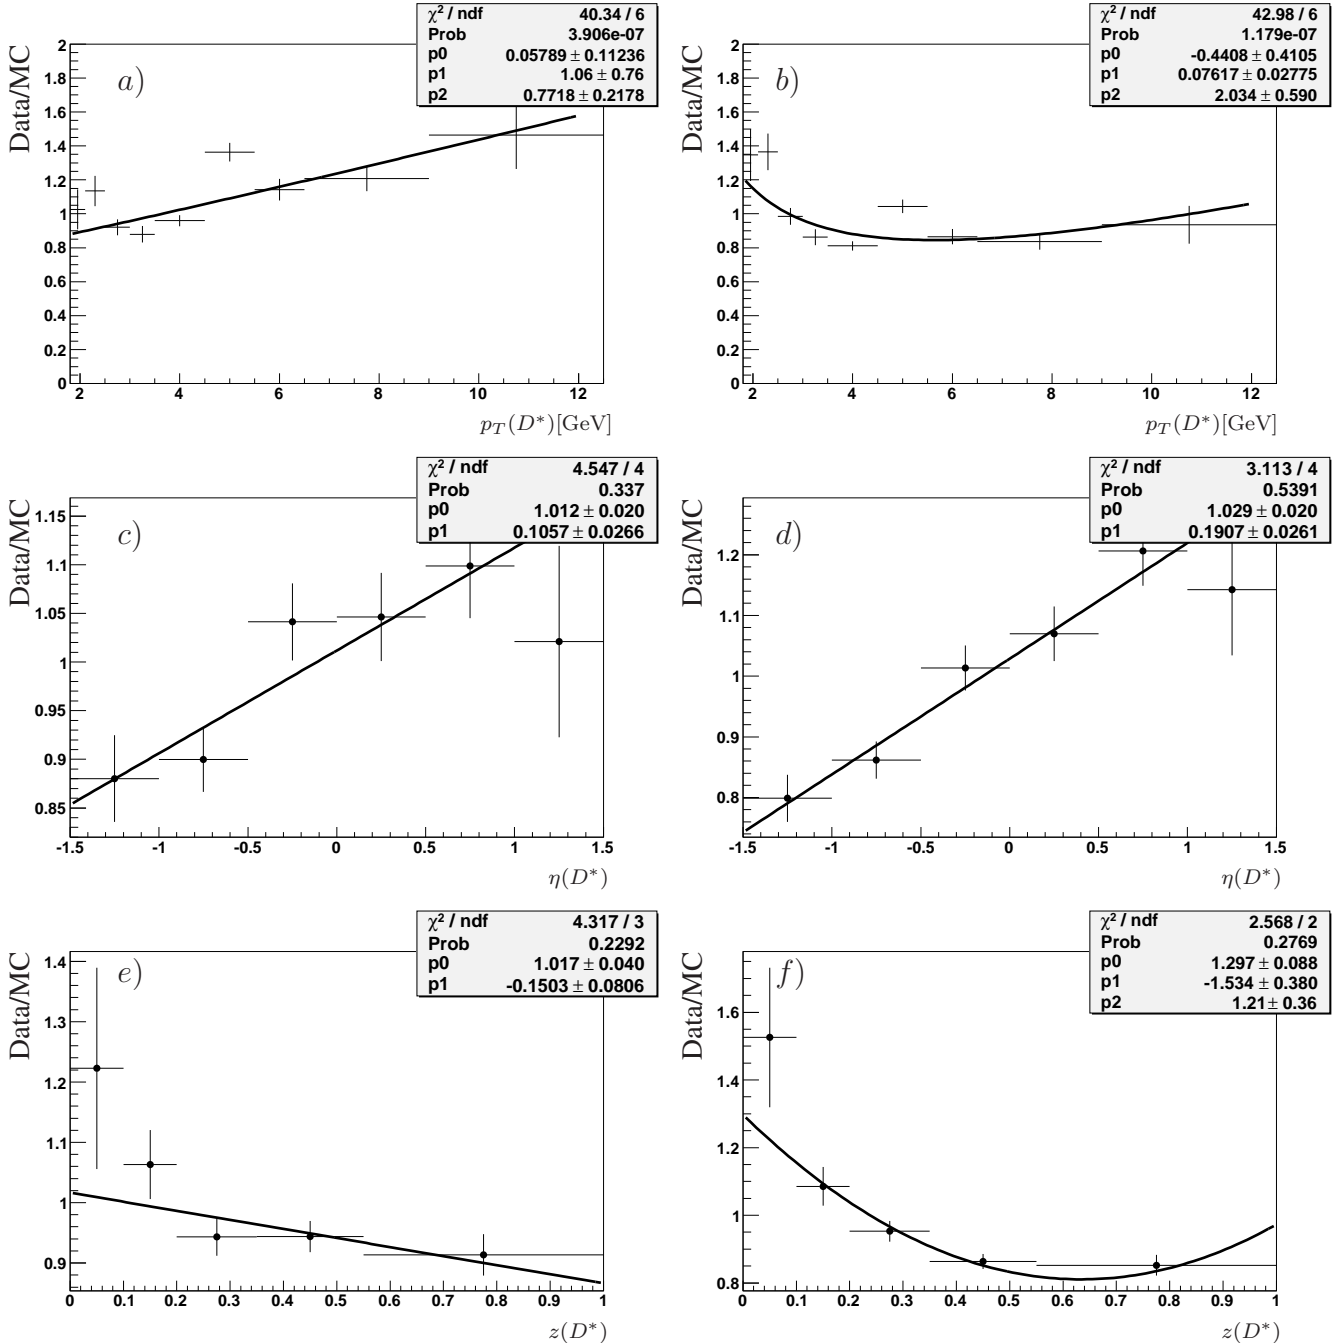 χ² / ndf 40.34 / 6
Prob 3.906e-07
p0 0.05789 ± 0.11236
p1 1.06 ± 0.76
p2 0.7718 ± 0.2178
Data/MC
a)
2
1.8
1.6
1.4
1.2
1
0.8
0.6
0.4
0.2
0
2 4 6 8 10 12
p_T(D*)[GeV]
χ² / ndf 42.98 / 6
Prob 1.179e-07
p0 -0.4408 ± 0.4105
p1 0.07617 ± 0.02775
p2 2.034 ± 0.590
Data/MC
b)
2
1.8
1.6
1.4
1.2
1
0.8
0.6
0.4
0.2
0
2 4 6 8 10 12
p_T(D*)[GeV]
χ² / ndf 4.547 / 4
Prob 0.337
p0 1.012 ± 0.020
p1 0.1057 ± 0.0266
Data/MC
c)
1.15
1.1
1.05
1
0.95
0.9
0.85
-1.5 -1 -0.5 0 0.5 1 1.5
η(D*)
χ² / ndf 3.113 / 4
Prob 0.5391
p0 1.029 ± 0.020
p1 0.1907 ± 0.0261
Data/MC
d)
1.2
1.1
1
0.9
0.8
-1.5 -1 -0.5 0 0.5 1 1.5
η(D*)
χ² / ndf 4.317 / 3
Prob 0.2292
p0 1.017 ± 0.040
p1 -0.1503 ± 0.0806
Data/MC
e)
1.4
1.3
1.2
1.1
1
0.9
0 0.1 0.2 0.3 0.4 0.5 0.6 0.7 0.8 0.9 1
z(D*)
χ² / ndf 2.568 / 2
Prob 0.2769
p0 1.297 ± 0.088
p1 -1.534 ± 0.380
p2 1.21 ± 0.36
Data/MC
f)
1.6
1.4
1.2
1
0.8
0 0.1 0.2 0.3 0.4 0.5 0.6 0.7 0.8 0.9 1
z(D*)